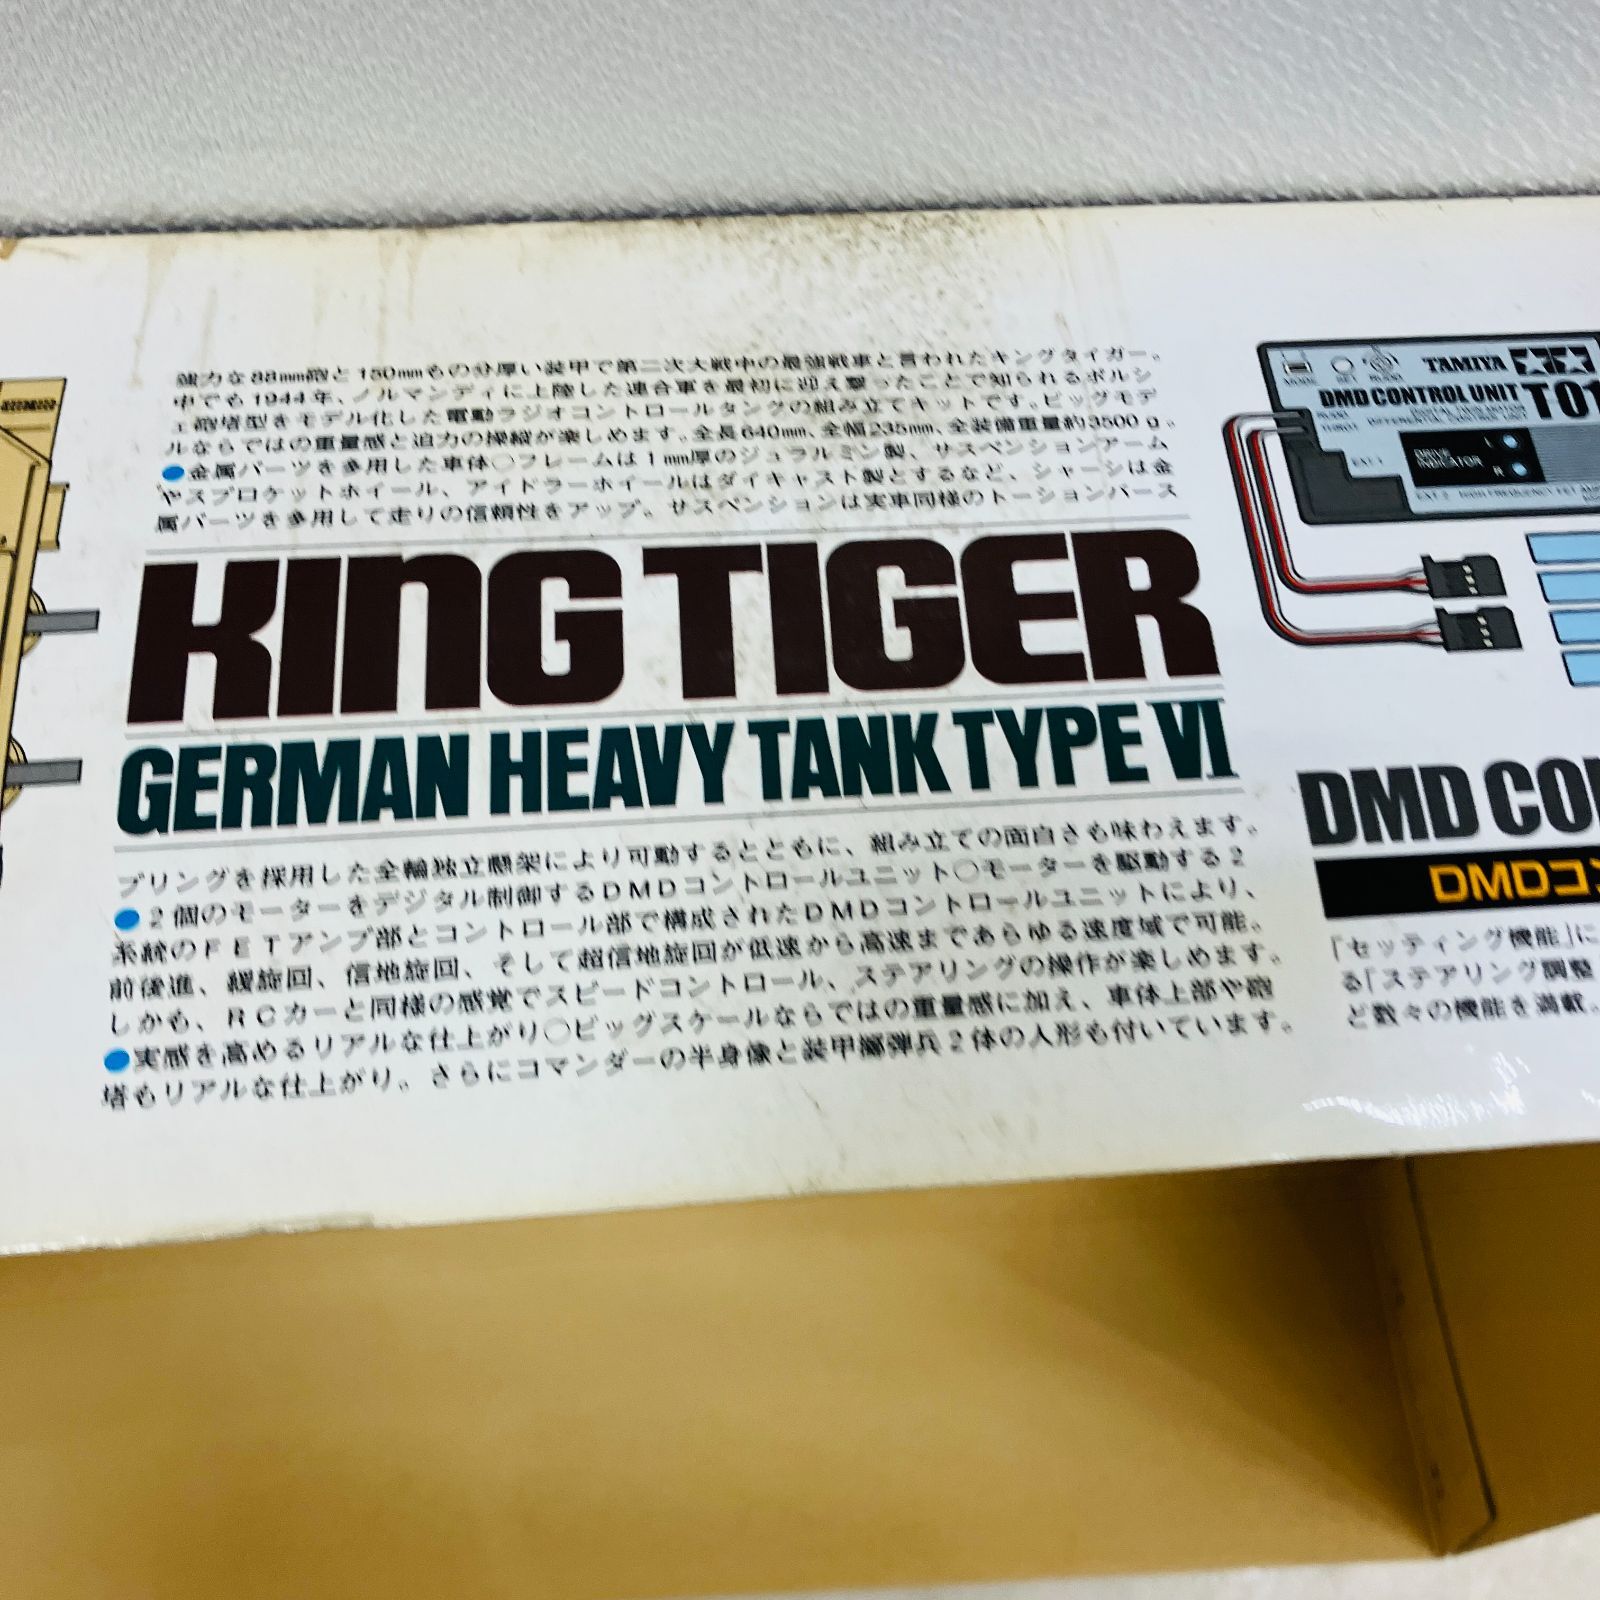 強力な88mm砲と150mmもの分厚い装甲で第二次大戦中の最強戦車と言われたキングタイガー。
中でも1944年、ノルマンディに上陸した連合軍を最初に迎え撃ったことで知られるポルシ
ェ砲塔型をモデル化した電動ラジオコントロールタンクの組み立てキットです。ビッグモデ
ルならではの重量感と迫力の操縦が楽しめます。全長640mm、全幅235mm、全装備重量約3500g。
●金属パーツを多用した車体○フレームは1mm厚のジュラルミン製、サスペンションアーム
やスプロケットホイール、アイドラーホイールはダイキャスト製とするなど、シャーシは金
属パーツを多用して走りの信頼性をアップ。サスペンションは実車同様のトーションバース
KING TIGER
GERMAN HEAVY TANK TYPE VI
プリングを採用した全輪独立懸架により可動するとともに、組み立ての面白さも味わえます。
●2個のモーターをデジタル制御するDMDコントロールユニット○モーターを駆動する2
系統のFETアンプ部とコントロール部で構成されたDMDコントロールユニットにより、
前後進、緩旋回、信地旋回、そして超信地旋回が低速から高速まであらゆる速度域で可能。
しかも、RCカーと同様の感覚でスピードコントロール、ステアリングの操作が楽しめます。
●実感を高めるリアルな仕上がり○ビッグスケールならではの重量感に加え、車体上部や砲
塔もリアルな仕上がり。さらにコマンダーの半身像と装甲擲弾兵2体の人形も付いています。
TAMIYA
DMD CONTROL UNIT T01
DRIVE
INDICATOR
L
R
DMD CO
DMDコ
「セッティング機能」に
る「ステアリング調整
ど数々の機能を満載。